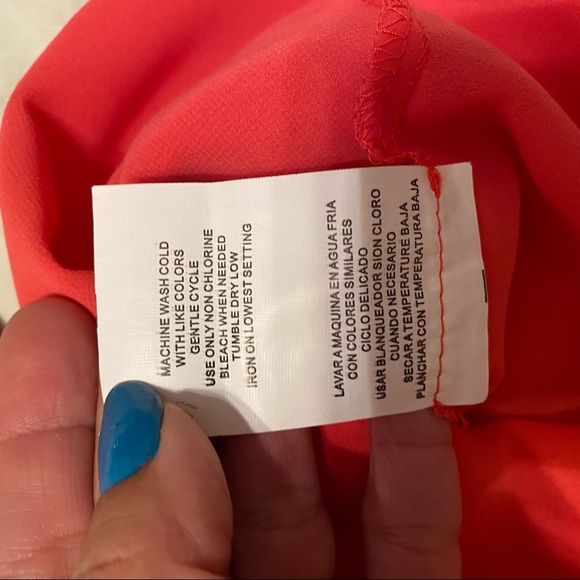 MACHINE WASH COLD
WITH LIKE COLORS
GENTLE CYCLE
USE ONLY NON CHLORINE
BLEACH WHEN NEEDED
TUMBLE DRY LOW
IRON ON LOWEST SETTING
LAVAR A MAQUINA EN AGUA FRIA
CON COLORES SIMILARES
CICLO DELICADO
USAR BLANQUEADOR SION CLORO
CUANDO NECESARIO
SECAR A TEMPERATURE BAJA
PLANCHAR CON TEMPERATURA BAJA